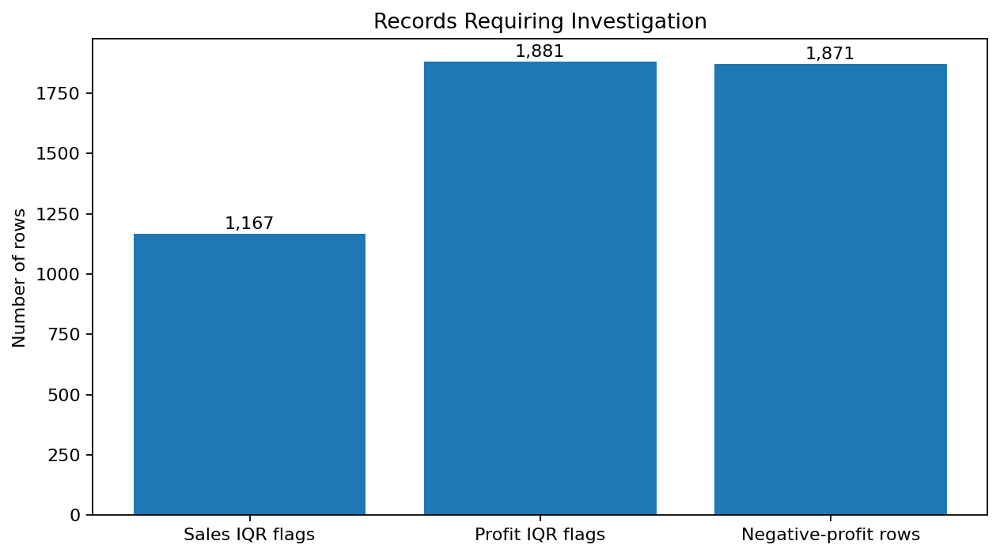 Records Requiring Investigation
1,881
1,871
1,167
Number of rows
1750
1500
1250
1000
750
500
250
0
Sales IQR flags
Profit IQR flags
Negative-profit rows